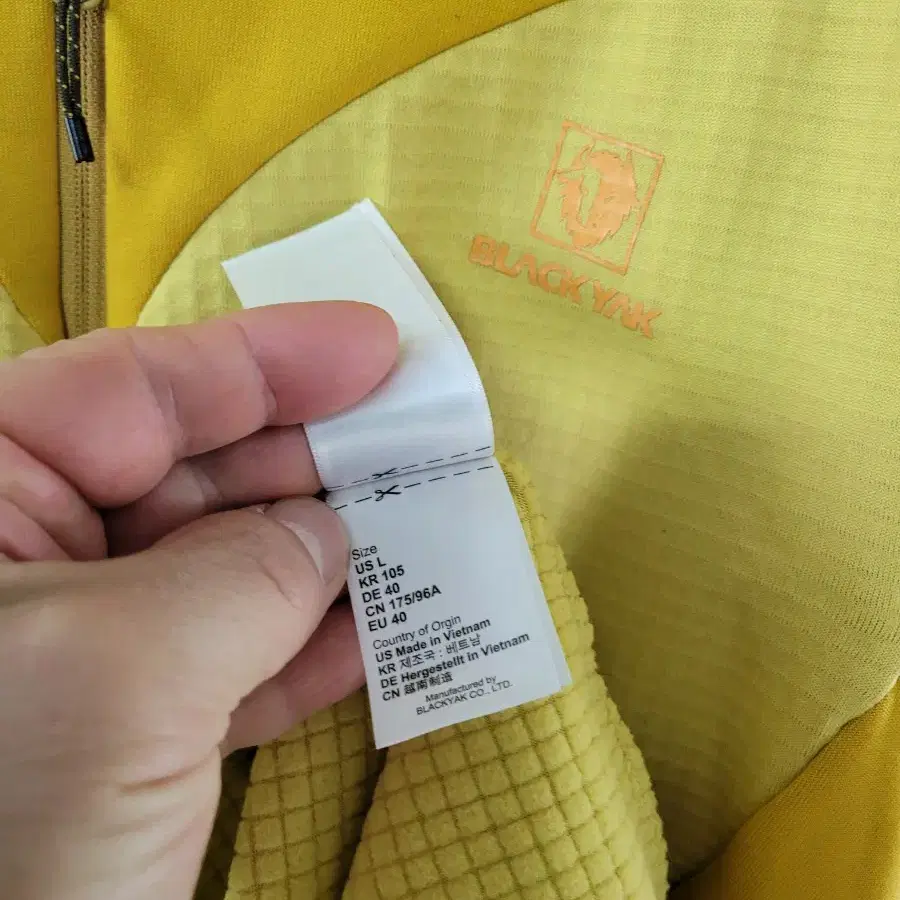 BLACKYAK
Size
US L
KR 105
DE 40
CN 175/96A
EU 40
Country of Orgin
US Made in Vietnam
KR 제조국 : 베트남
DE Hergestellt in Vietnam
CN 越南制造
Manufactured by
BLACKYAK CO., LTD.